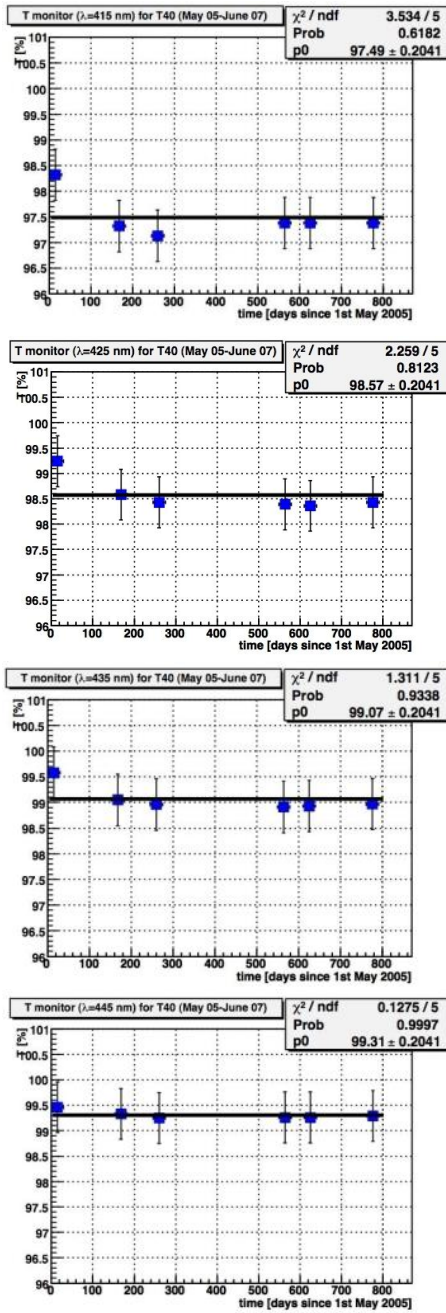 T monitor (λ=415 nm) for T40 (May 05-June 07)
χ² / ndf 3.534 / 5
Prob 0.6182
p0 97.49 ± 0.2041
T [%]
101
100.5
100
99.5
99
98.5
98
97.5
97
96.5
96
0 100 200 300 400 500 600 700 800
time [days since 1st May 2005]
T monitor (λ=425 nm) for T40 (May 05-June 07)
χ² / ndf 2.259 / 5
Prob 0.8123
p0 98.57 ± 0.2041
T [%]
101
100.5
100
99.5
99
98.5
98
97.5
97
96.5
96
0 100 200 300 400 500 600 700 800
time [days since 1st May 2005]
T monitor (λ=435 nm) for T40 (May 05-June 07)
χ² / ndf 1.311 / 5
Prob 0.9338
p0 99.07 ± 0.2041
T [%]
101
100.5
100
99.5
99
98.5
98
97.5
97
96.5
96
0 100 200 300 400 500 600 700 800
time [days since 1st May 2005]
T monitor (λ=445 nm) for T40 (May 05-June 07)
χ² / ndf 0.1275 / 5
Prob 0.9997
p0 99.31 ± 0.2041
T [%]
101
100.5
100
99.5
99
98.5
98
97.5
97
96.5
96
0 100 200 300 400 500 600 700 800
time [days since 1st May 2005]